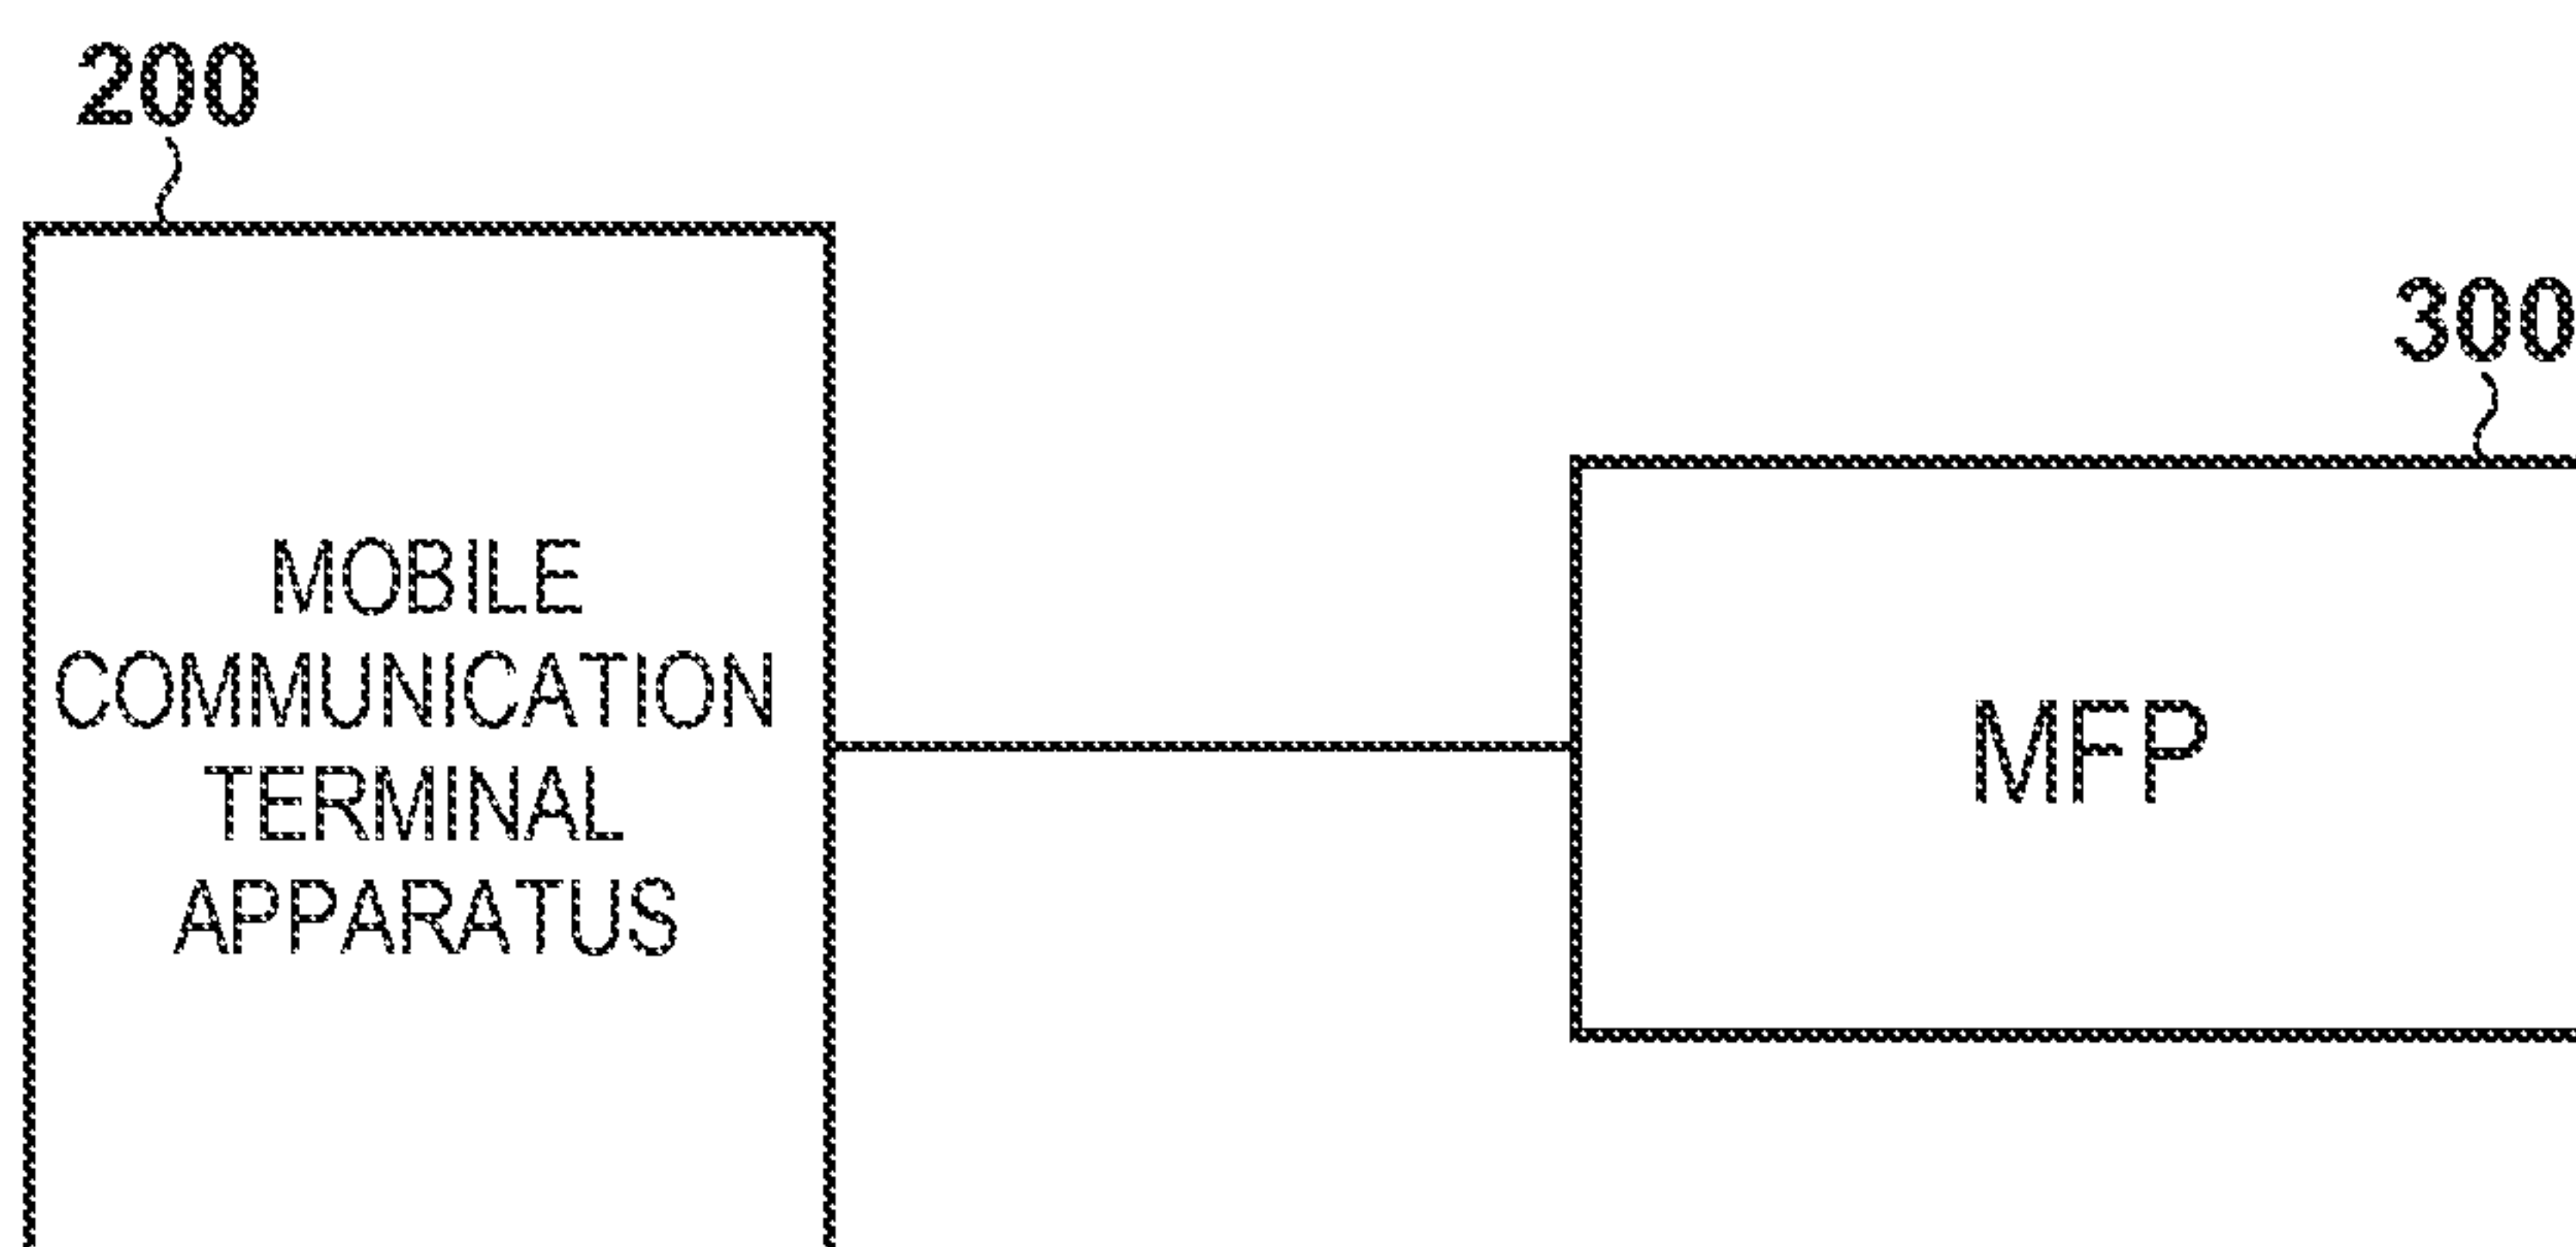 200
300
MOBILE
COMMUNICATION
TERMINAL
APPARATUS
MFP